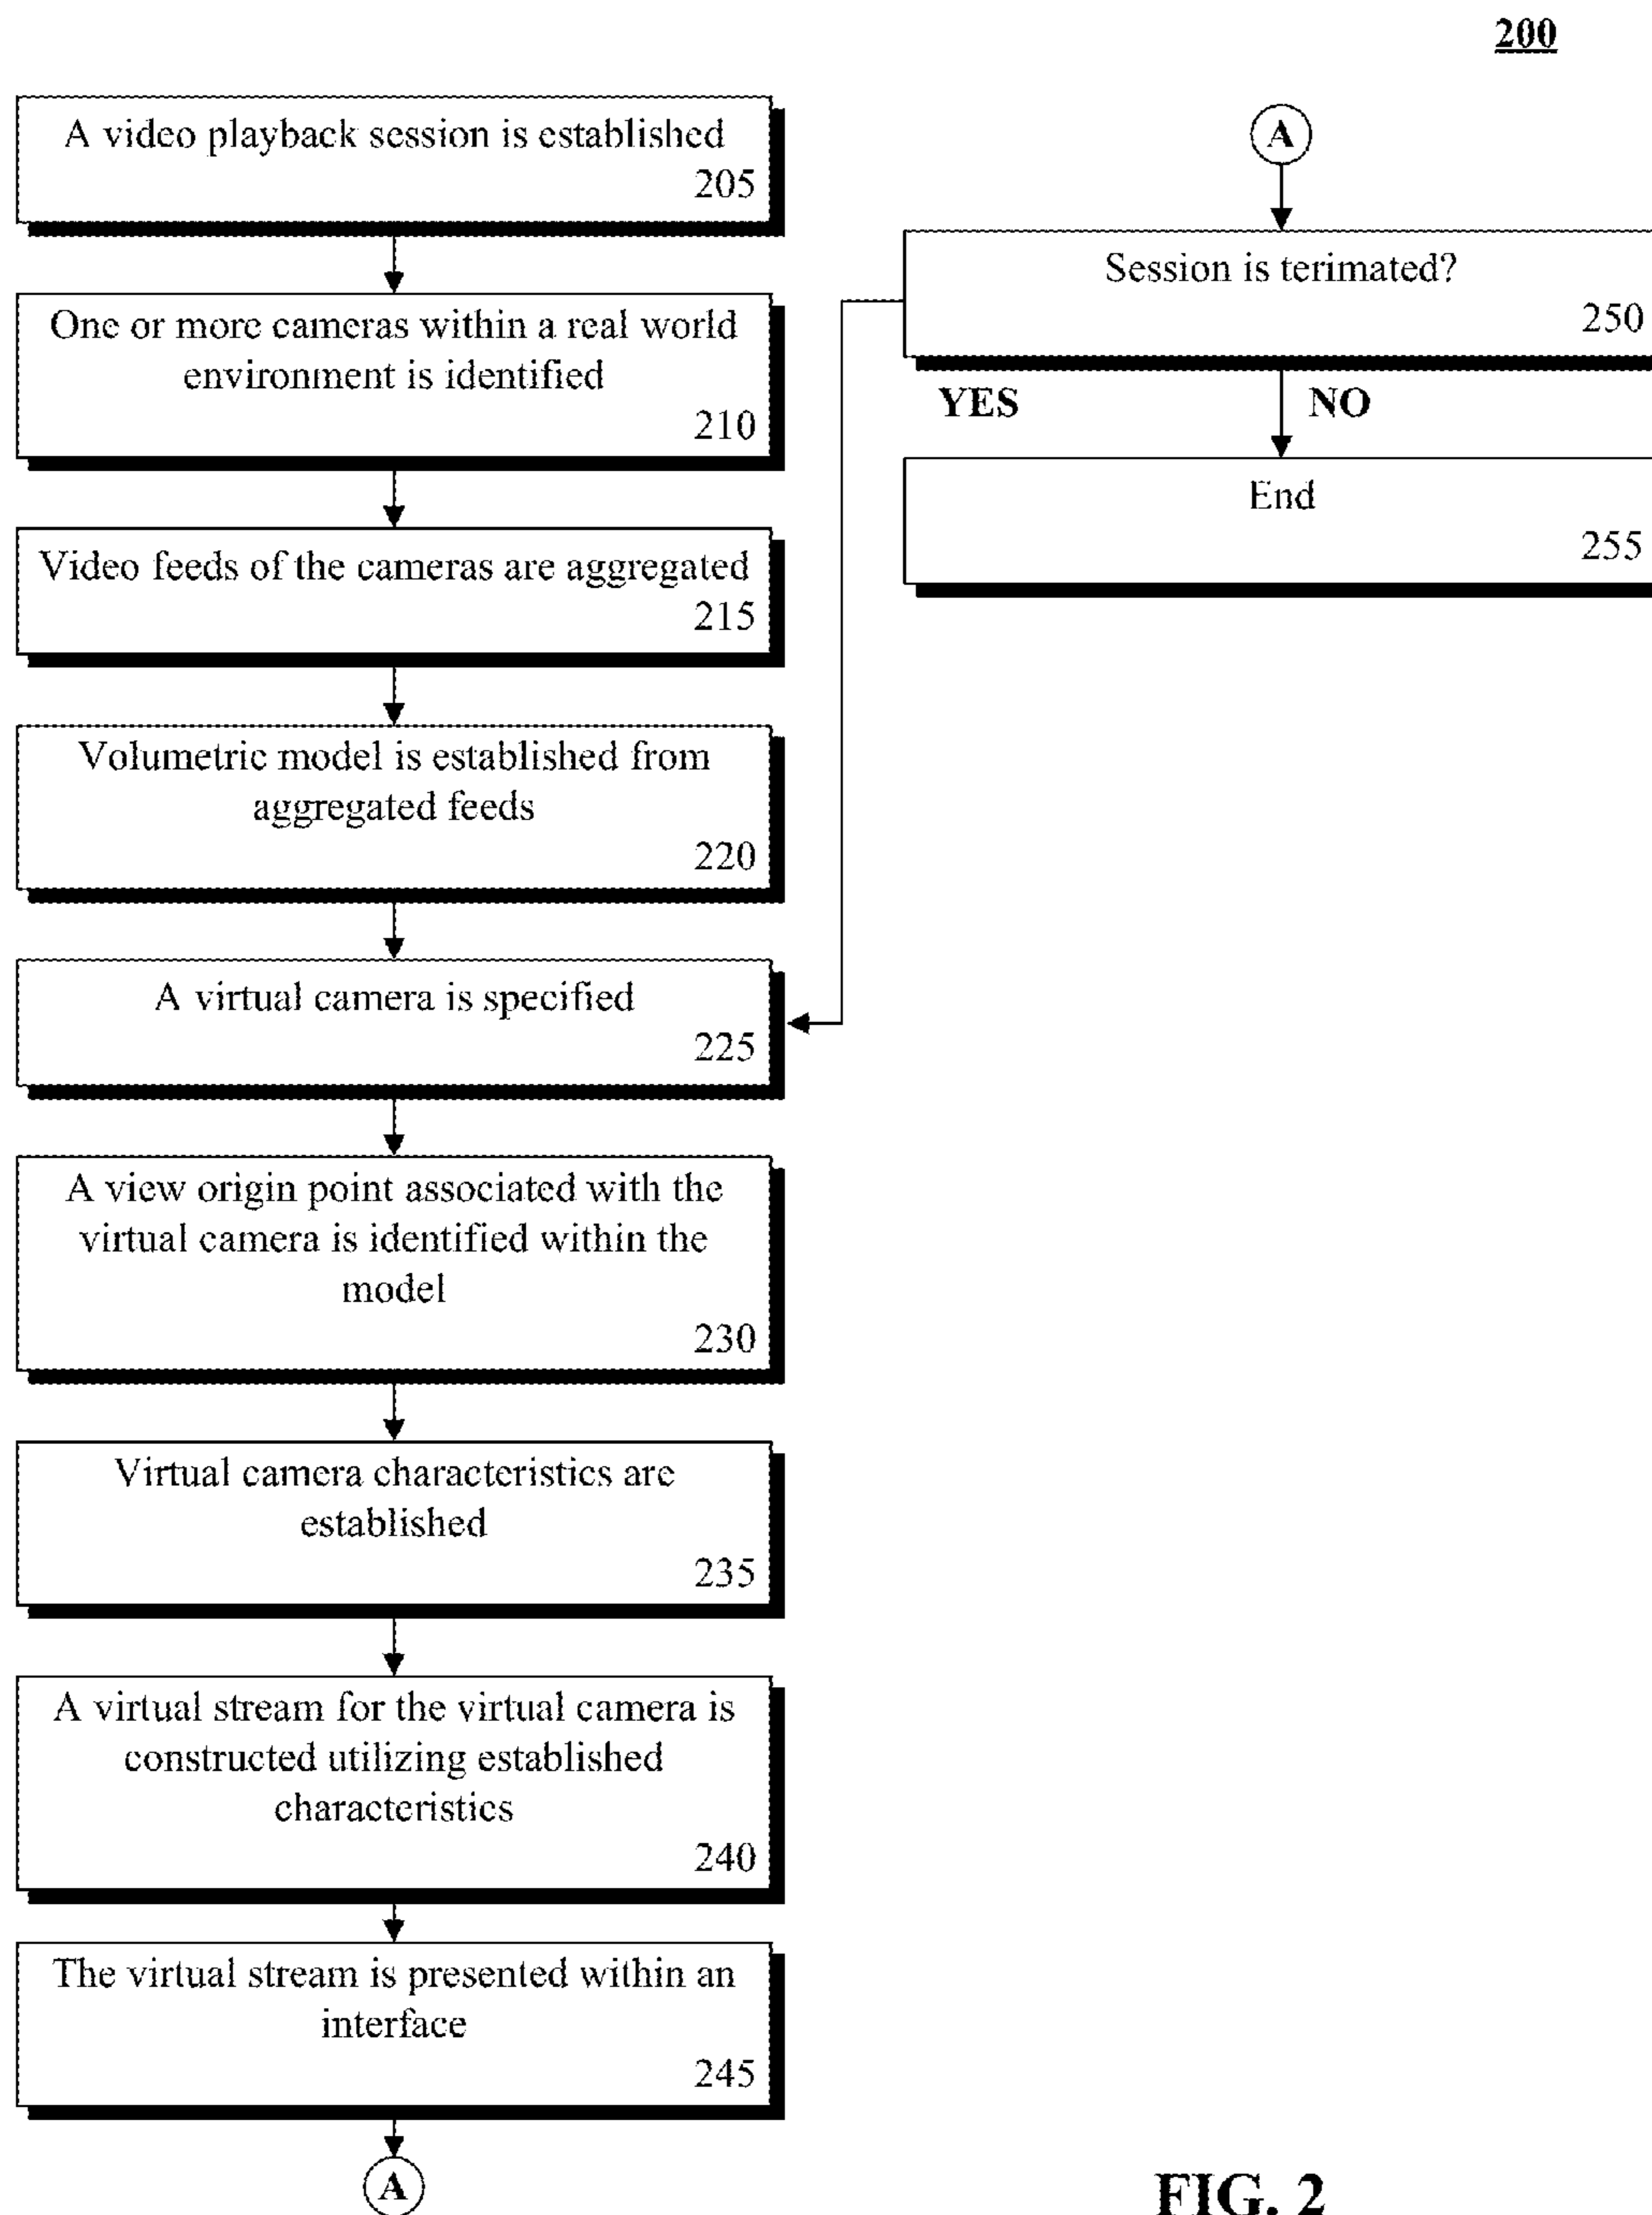 200
A video playback session is established
205
One or more cameras within a real world
environment is identified
210
Video feeds of the cameras are aggregated
215
Volumetric model is established from
aggregated feeds
220
A virtual camera is specified
225
A view origin point associated with the
virtual camera is identified within the
model
230
Virtual camera characteristics are
established
235
A virtual stream for the virtual camera is
constructed utilizing established
characteristics
240
The virtual stream is presented within an
interface
245
A
A
Session is terimated?
250
YES
NO
End
255
FIG. 2